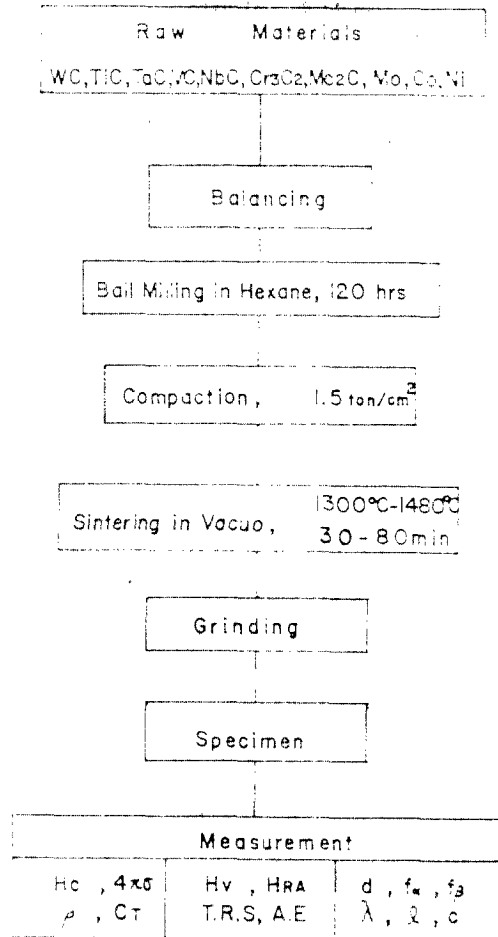 Raw Materials
WC, TiC, TaC, VC, NbC, Cr3C2, Mo2C, Mo, Co, Ni
Balancing
Ball Milling in Hexane, 120 hrs
Compaction, 1.5 ton/cm²
Sintering in Vacuo, 1300°C-1480°C
30-80min
Grinding
Specimen
Measurement
Hc, 4πσ Hv, HRA d, fα, fβ
ρ, CT T.R.S, A.E λ, ℓ, c